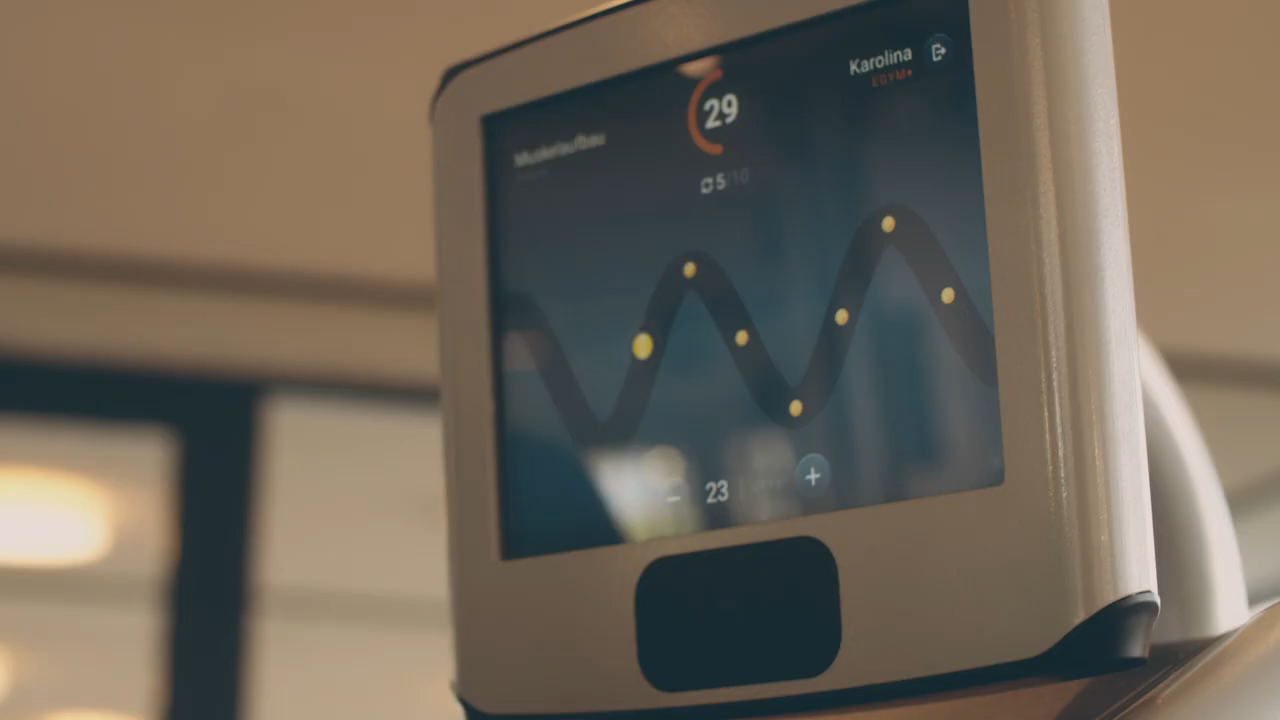 Karolina
EGYM+
29
Muskelaufbau
5/10
− 23 +